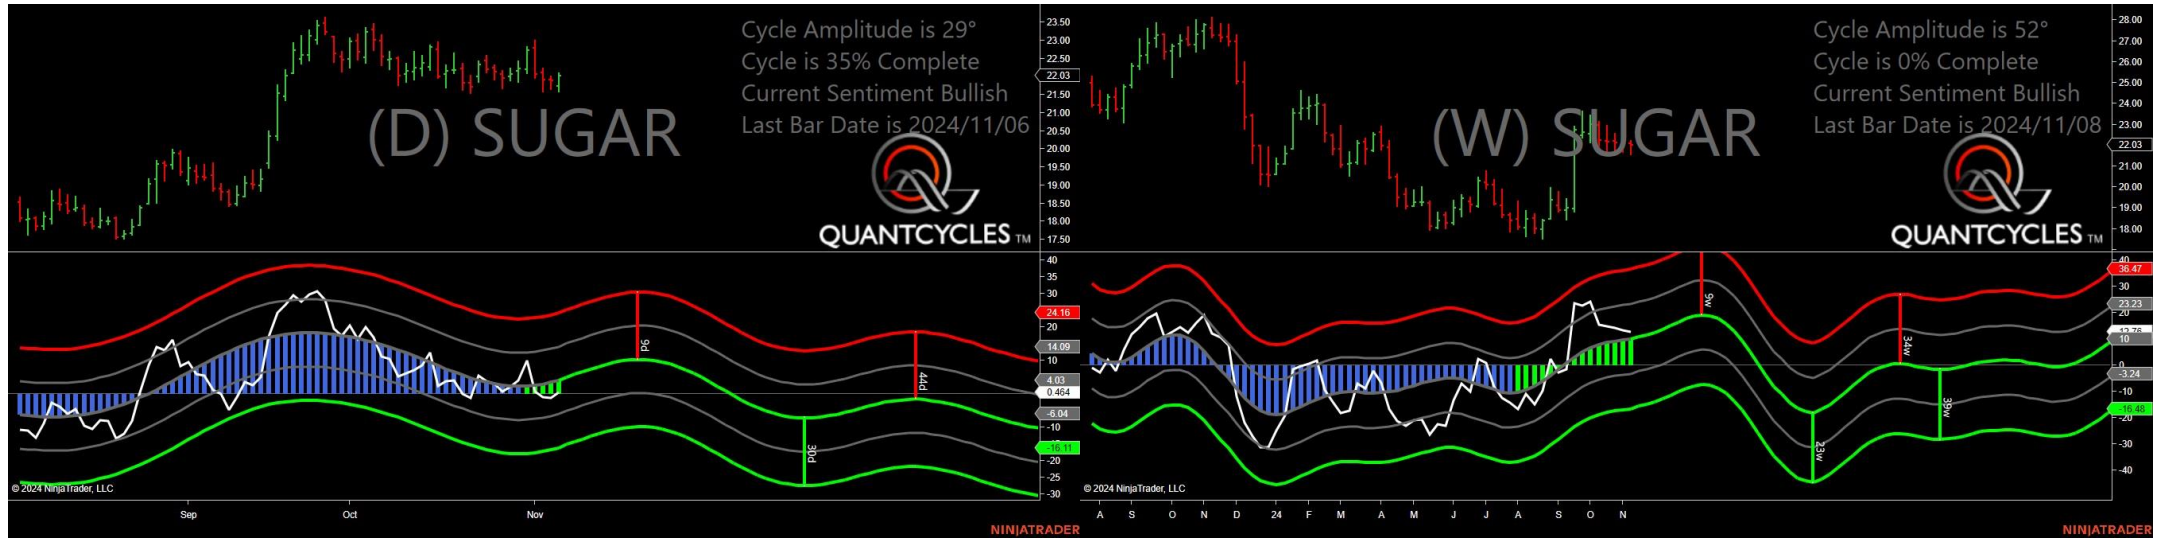 Cycle Amplitude is 29°
Cycle is 35% Complete
Current Sentiment Bullish
Last Bar Date is 2024/11/06
(D) SUGAR
QUANTCYCLES TM
23.50
23.00
22.50
22.03
21.50
21.00
20.50
20.00
19.50
19.00
18.50
18.00
17.50
40
35
30
24.16
20
14.09
10
4.03
0.464
-6.04
-10
-16.11
-20
-25
-30
9d
30d
44d
© 2024 NinjaTrader, LLC
Sep
Oct
Nov
NINJATRADER
Cycle Amplitude is 52°
Cycle is 0% Complete
Current Sentiment Bullish
Last Bar Date is 2024/11/08
(W) SUGAR
QUANTCYCLES TM
28.00
27.00
26.00
25.00
24.00
23.00
22.03
21.00
20.00
19.00
18.00
40
36.47
23.23
20
10
0
-3.24
-10
-16.48
-20
-30
-40
9w
23w
34w
39w
© 2024 NinjaTrader, LLC
A S O N D 24 F M A M J J A S O N
NINJATRADER